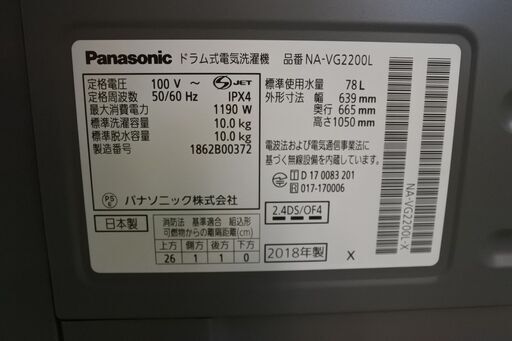 Panasonic ドラム式電気洗濯機 品番 NA-VG2200L
定格電圧 100 V ～
定格周波数 50/60 Hz
最大消費電力 1190 W
標準洗濯容量 10.0 kg
標準脱水容量 10.0 kg
製造番号 1862B00372
S JET
IPX4
標準使用水量 78 L
外形寸法 幅 639 mm
奥行 665 mm
高さ 1050 mm
電波法および電気通信事業法に
基づく無線設備を内蔵しています。
R D 17 0083 201
T 017-170006
PS
E
パナソニック株式会社
日本製
消防法 基準適合 組込形
可燃物からの離隔距離(cm)
上方 側方 後方 下方
26 1 1 0
2.4DS/OF4
2018年製 X
NA-VG2200L-X